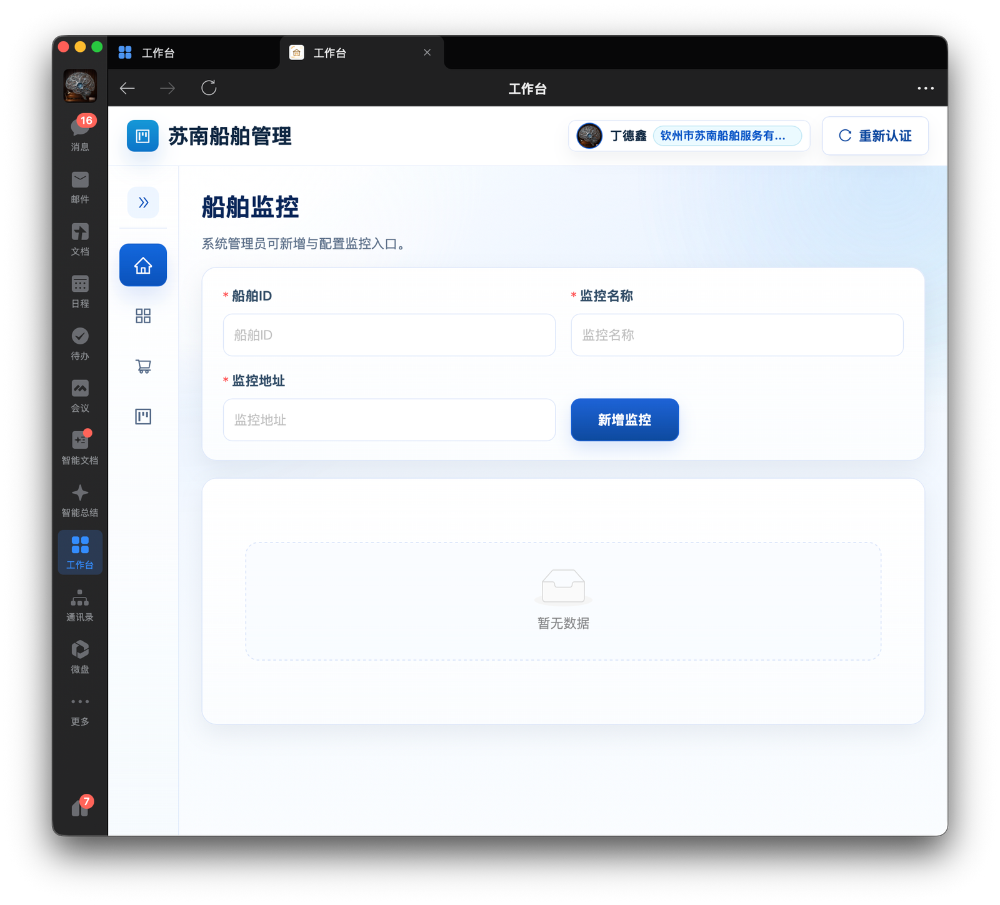 工作台
工作台
工作台
16
消息
邮件
文档
日程
待办
会议
智能文档
智能总结
工作台
通讯录
微盘
更多
7
苏南船舶管理
丁德鑫
钦州市苏南船舶服务有...
重新认证
船舶监控
系统管理员可新增与配置监控入口。
* 船舶ID
* 监控名称
船舶ID
监控名称
* 监控地址
监控地址
新增监控
暂无数据